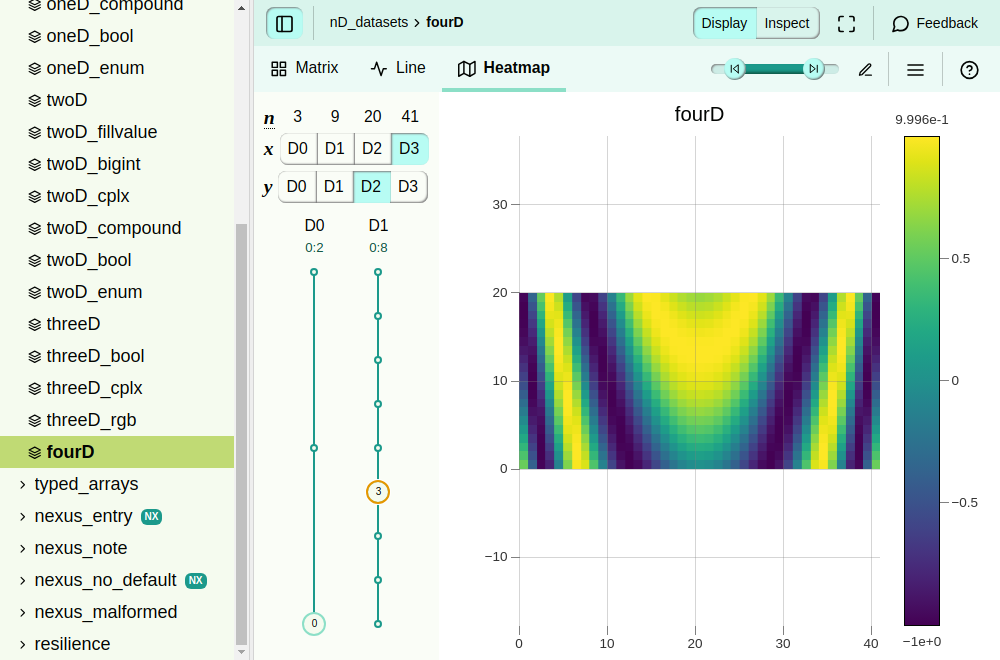 oneD_compound
oneD_bool
oneD_enum
twoD
twoD_fillvalue
twoD_bigint
twoD_cplx
twoD_compound
twoD_bool
twoD_enum
threeD
threeD_bool
threeD_cplx
threeD_rgb
fourD
typed_arrays
nexus_entry NX
nexus_note
nexus_no_default NX
nexus_malformed
resilience
nD_datasets › fourD
Display Inspect Feedback
Matrix Line Heatmap
n 3 9 20 41
x D0 D1 D2 D3
y D0 D1 D2 D3
D0 D1
0:2 0:8
3
0
fourD
30
20
10
0
−10
0 10 20 30 40
9.996e-1
0.5
0
−0.5
−1e+0